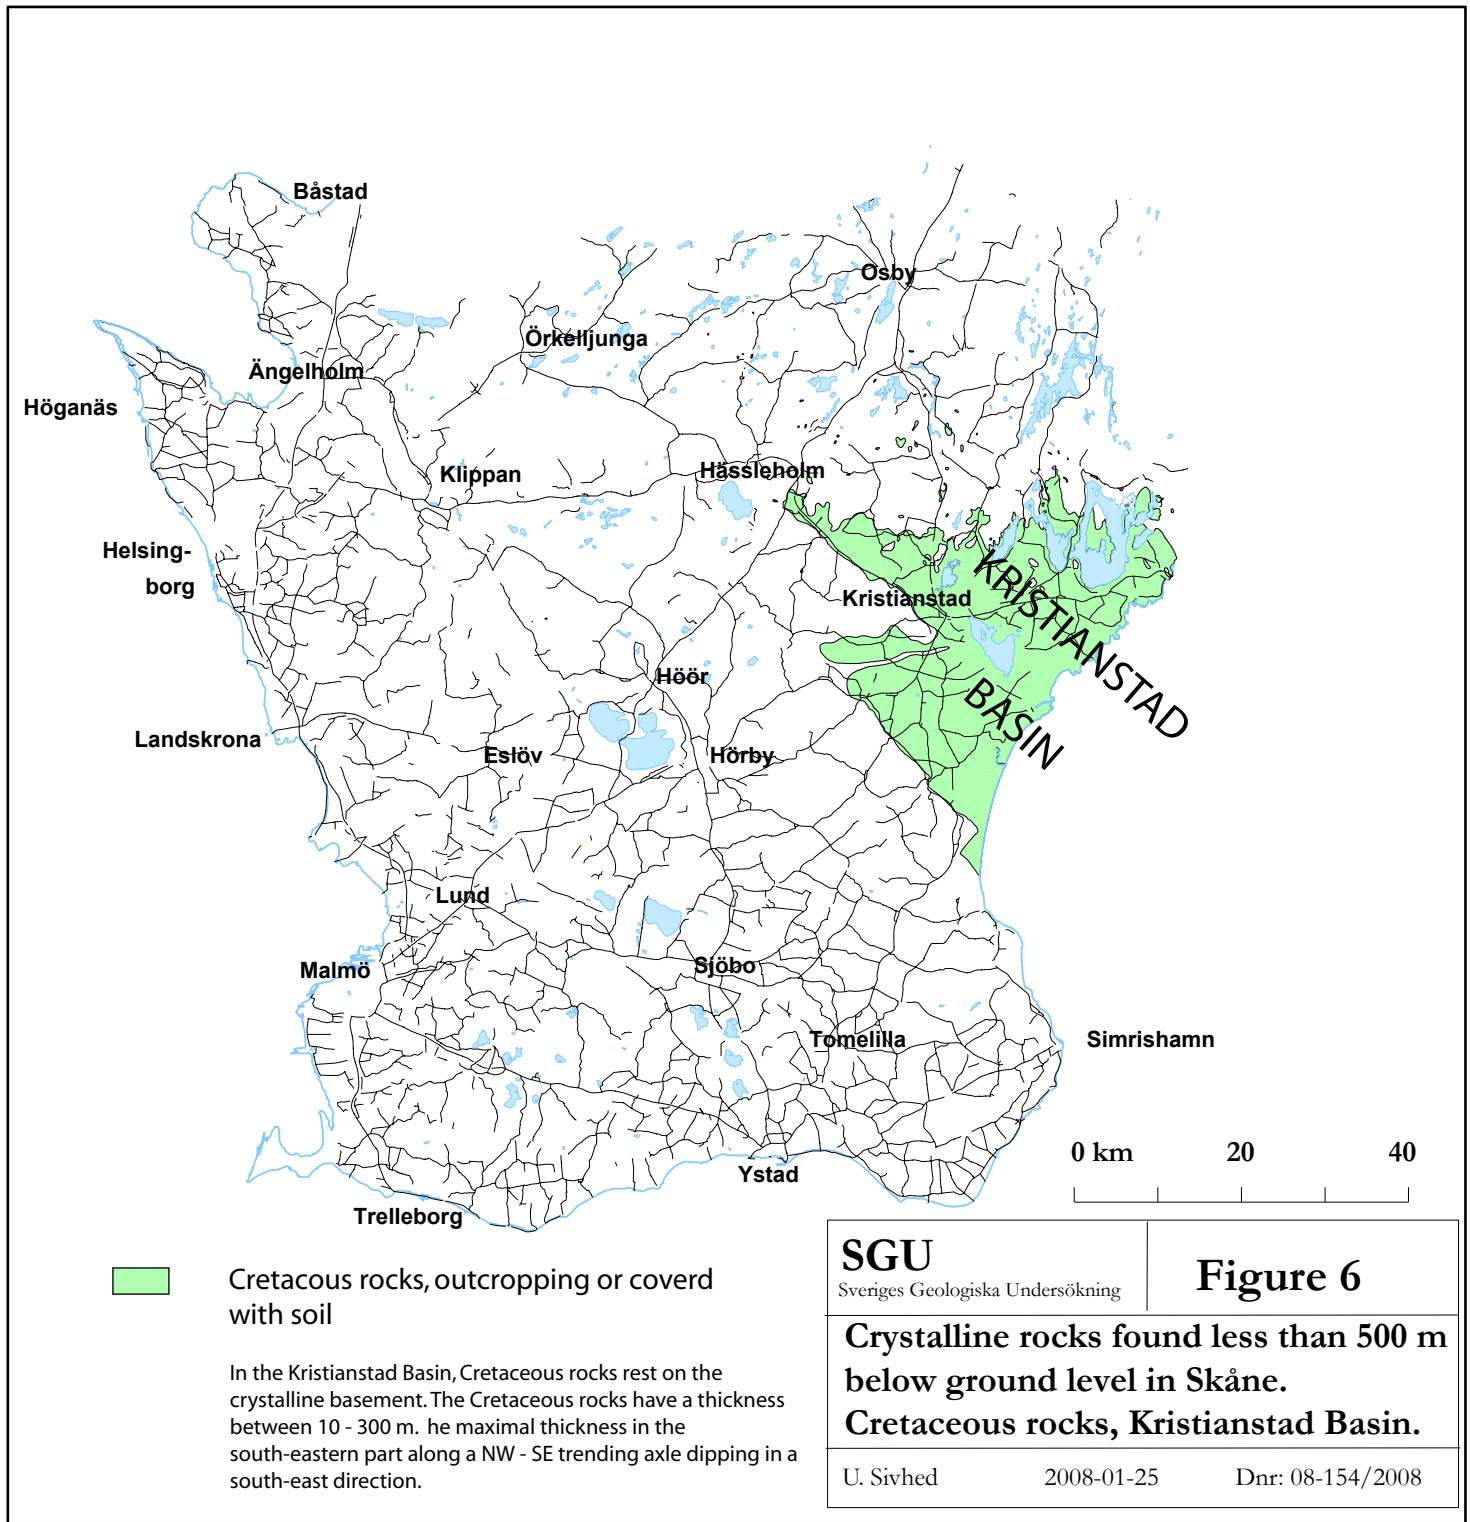 Båstad
Osby
Örkelljunga
Ängelholm
Höganäs
Klippan
Hässleholm
Helsing-
borg
Kristianstad
KRISTIANSTAD
BASIN
Höör
Landskrona
Eslöv
Hörby
Lund
Malmö
Sjöbo
Tomelilla
Simrishamn
Ystad
Trelleborg
0 km 20 40
Cretacous rocks, outcropping or coverd
with soil
In the Kristianstad Basin, Cretaceous rocks rest on the
crystalline basement. The Cretaceous rocks have a thickness
between 10 - 300 m. he maximal thickness in the
south-eastern part along a NW - SE trending axle dipping in a
south-east direction.
SGU
Sveriges Geologiska Undersökning
Figure 6
Crystalline rocks found less than 500 m
below ground level in Skåne.
Cretaceous rocks, Kristianstad Basin.
U. Sivhed 2008-01-25 Dnr: 08-154/2008